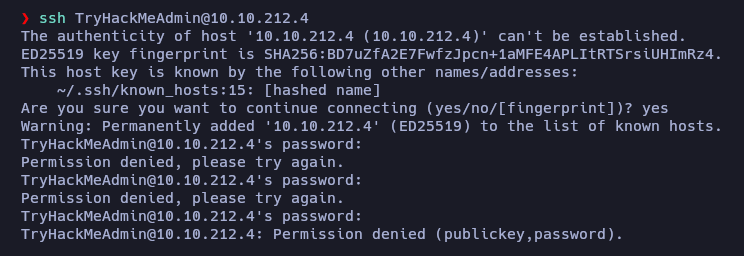 ❯ ssh TryHackMeAdmin@10.10.212.4
The authenticity of host '10.10.212.4 (10.10.212.4)' can't be established.
ED25519 key fingerprint is SHA256:BD7uZfA2E7FwfzJpcn+1aMFE4APLItRTSrsiUHImRz4.
This host key is known by the following other names/addresses:
    ~/.ssh/known_hosts:15: [hashed name]
Are you sure you want to continue connecting (yes/no/[fingerprint])? yes
Warning: Permanently added '10.10.212.4' (ED25519) to the list of known hosts.
TryHackMeAdmin@10.10.212.4's password:
Permission denied, please try again.
TryHackMeAdmin@10.10.212.4's password:
Permission denied, please try again.
TryHackMeAdmin@10.10.212.4's password:
TryHackMeAdmin@10.10.212.4: Permission denied (publickey,password).